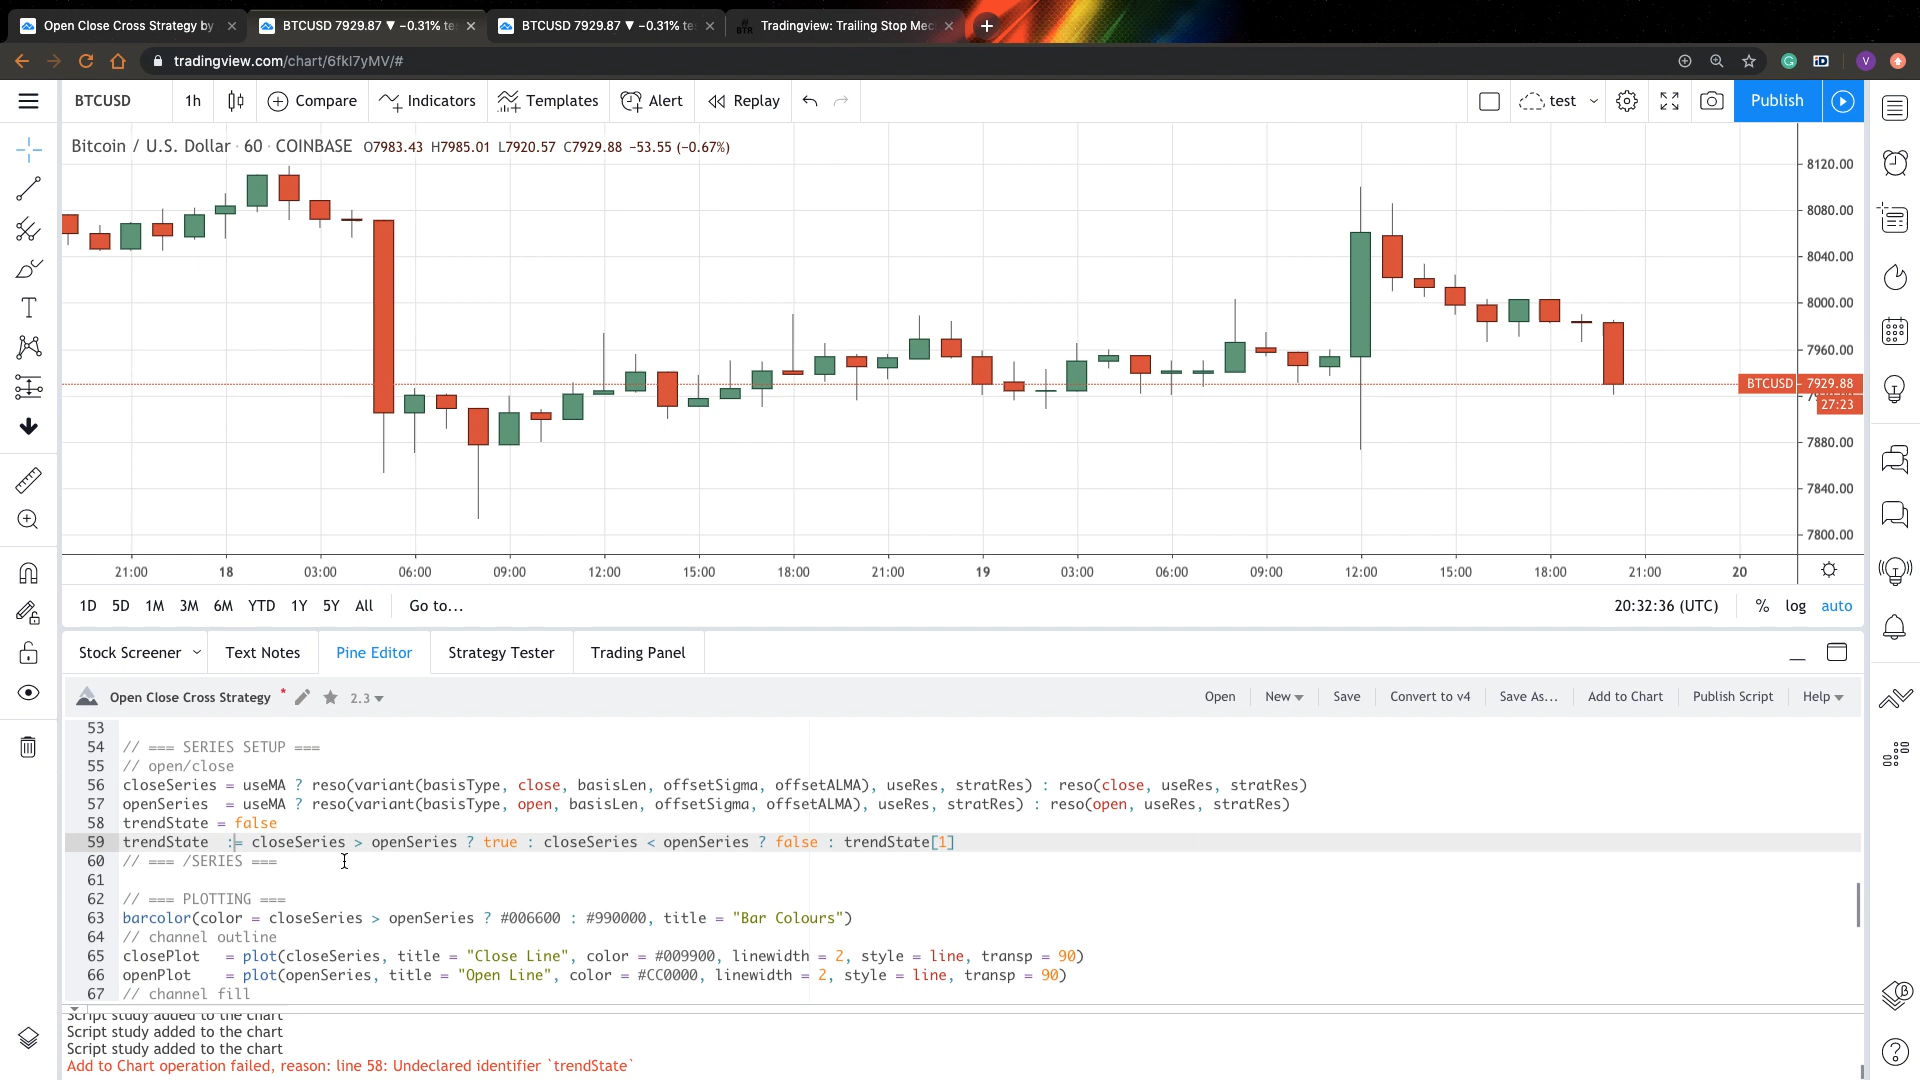 Open Close Cross Strategy by
BTCUSD 7929.87 ▼ −0.31% te
BTCUSD 7929.87 ▼ −0.31% te
BTR Tradingview: Trailing Stop Mec
tradingview.com/chart/6fkI7yMV/#
V
BTCUSD 1h Compare Indicators Templates Alert Replay test Publish
Bitcoin / U.S. Dollar · 60 · COINBASE O7983.43 H7985.01 L7920.57 C7929.88 −53.55 (−0.67%)
8120.00
8080.00
8040.00
8000.00
7960.00
BTCUSD 7929.88
27:23
7880.00
7840.00
7800.00
21:00 18 03:00 06:00 09:00 12:00 15:00 18:00 21:00 19 03:00 06:00 09:00 12:00 15:00 18:00 21:00 20
1D 5D 1M 3M 6M YTD 1Y 5Y All Go to... 20:32:36 (UTC) % log auto
Stock Screener Text Notes Pine Editor Strategy Tester Trading Panel
Open Close Cross Strategy * 2.3 Open New Save Convert to v4 Save As... Add to Chart Publish Script Help
53
54 // === SERIES SETUP ===
55 // open/close
56 closeSeries = useMA ? reso(variant(basisType, close, basisLen, offsetSigma, offsetALMA), useRes, stratRes) : reso(close, useRes, stratRes)
57 openSeries = useMA ? reso(variant(basisType, open, basisLen, offsetSigma, offsetALMA), useRes, stratRes) : reso(open, useRes, stratRes)
58 trendState = false
59 trendState := closeSeries > openSeries ? true : closeSeries < openSeries ? false : trendState[1]
60 // === /SERIES ===
61
62 // === PLOTTING ===
63 barcolor(color = closeSeries > openSeries ? #006600 : #990000, title = "Bar Colours")
64 // channel outline
65 closePlot = plot(closeSeries, title = "Close Line", color = #009900, linewidth = 2, style = line, transp = 90)
66 openPlot = plot(openSeries, title = "Open Line", color = #CC0000, linewidth = 2, style = line, transp = 90)
67 // channel fill
Script study added to the chart
Script study added to the chart
Script study added to the chart
Add to Chart operation failed, reason: line 58: Undeclared identifier `trendState`